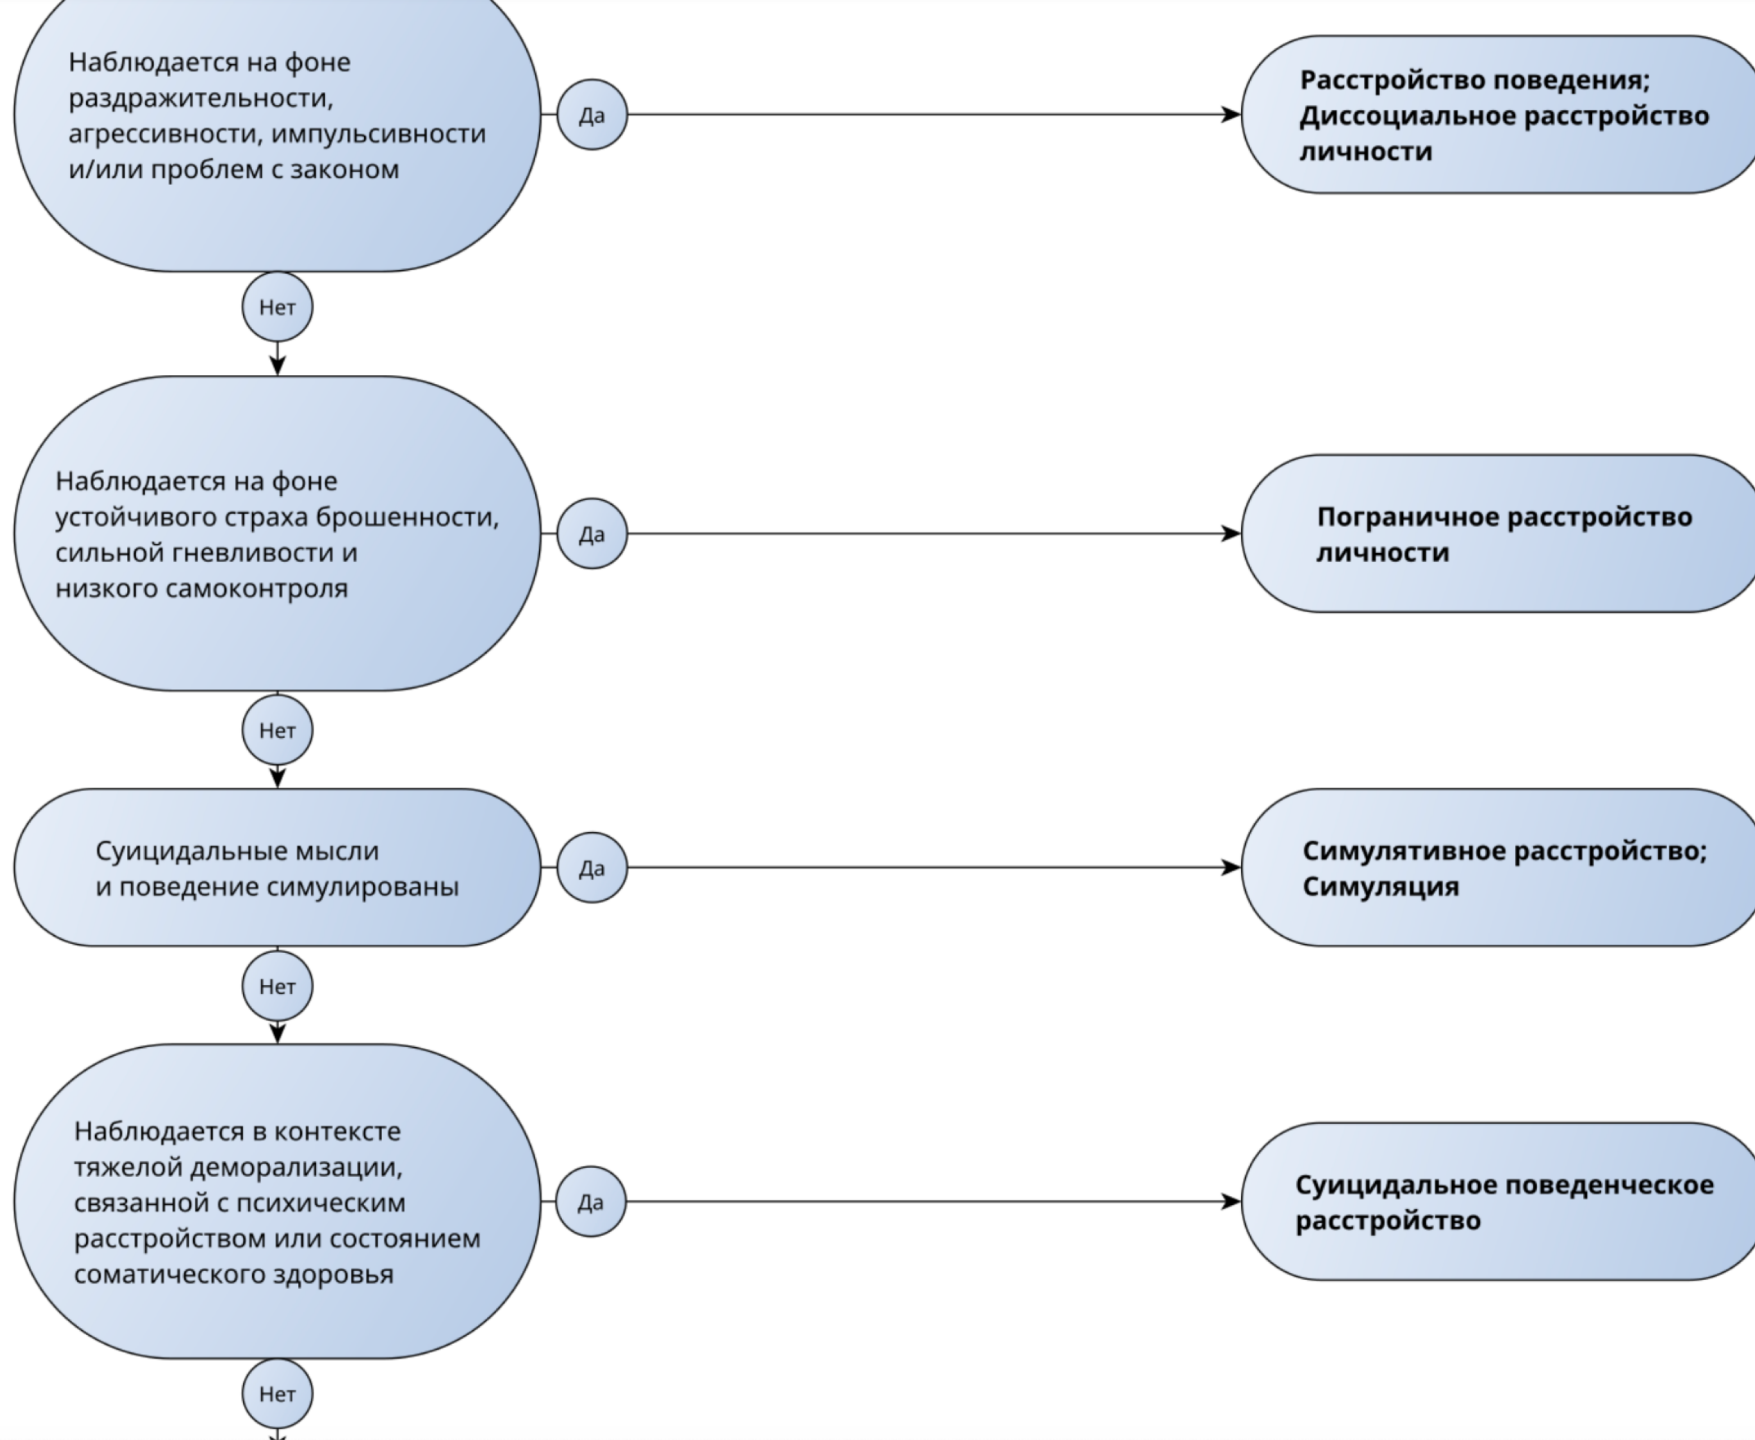 Наблюдается на фоне
раздражительности,
агрессивности, импульсивности
и/или проблем с законом
Да
Расстройство поведения;
Диссоциальное расстройство
личности
Нет
Наблюдается на фоне
устойчивого страха брошенности,
сильной гневливости и
низкого самоконтроля
Да
Пограничное расстройство
личности
Нет
Суицидальные мысли
и поведение симулированы
Да
Симулятивное расстройство;
Симуляция
Нет
Наблюдается в контексте
тяжелой деморализации,
связанной с психическим
расстройством или состоянием
соматического здоровья
Да
Суицидальное поведенческое
расстройство
Нет